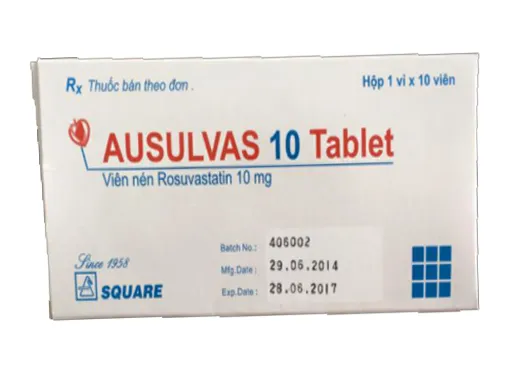 Rx Thuốc bán theo đơn .
Hộp 1 vỉ x 10 viên
AUSULVAS 10 Tablet
Viên nén Rosuvastatin 10 mg
Batch No.: 405002
Mfg.Date : 29.06.2014
Exp.Date : 28.06.2017
Since 1958
SQUARE